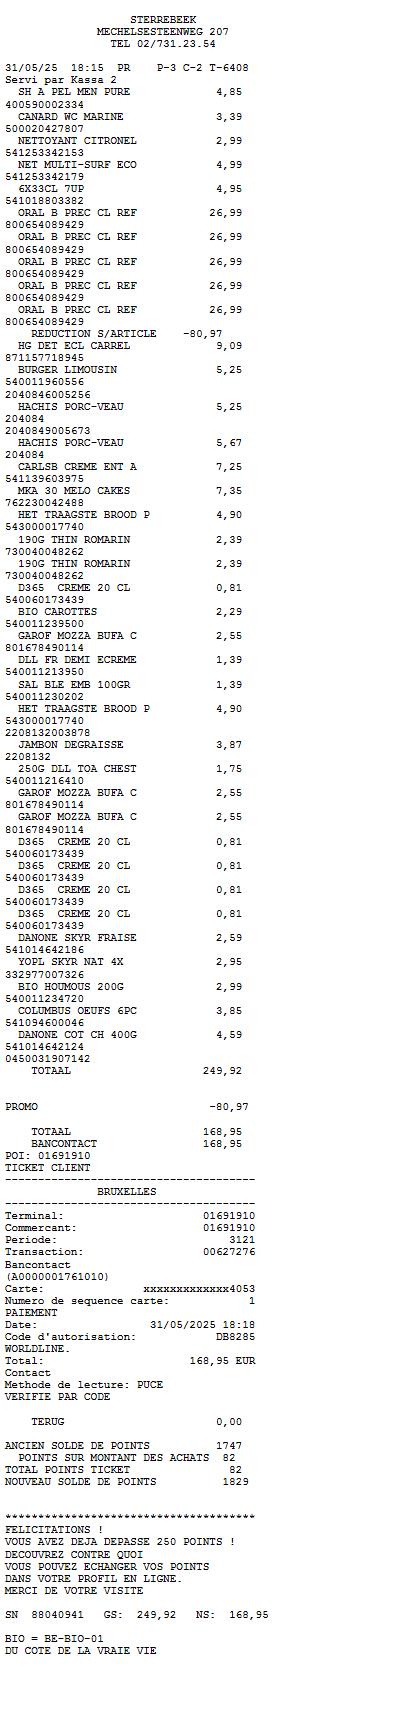 STERREBEEK
MECHELSESTEENWEG 207
TEL 02/731.23.54
31/05/25  18:15  PR    P-3 C-2 T-6408
Servi par Kassa 2
SH A PEL MEN PURE 4,85
400590002334
CANARD WC MARINE 3,39
500020427807
NETTOYANT CITRONEL 2,99
541253342153
NET MULTI-SURF ECO 4,99
541253342179
6X33CL 7UP 4,95
541018803382
ORAL B PREC CL REF 26,99
800654089429
ORAL B PREC CL REF 26,99
800654089429
ORAL B PREC CL REF 26,99
800654089429
ORAL B PREC CL REF 26,99
800654089429
ORAL B PREC CL REF 26,99
800654089429
REDUCTION S/ARTICLE -80,97
HG DET ECL CARREL 9,09
871157718945
BURGER LIMOUSIN 5,25
540011960556
2040846005256
HACHIS PORC-VEAU 5,25
204084
2040849005673
HACHIS PORC-VEAU 5,67
204084
CARLSB CREME ENT A 7,25
541139603975
MKA 30 MELO CAKES 7,35
762230042488
HET TRAAGSTE BROOD P 4,90
543000017740
190G THIN ROMARIN 2,39
730040048262
190G THIN ROMARIN 2,39
730040048262
D365  CREME 20 CL 0,81
540060173439
BIO CAROTTES 2,29
540011239500
GAROF MOZZA BUFA C 2,55
801678490114
DLL FR DEMI ECREME 1,39
540011213950
SAL BLE EMB 100GR 1,39
540011230202
HET TRAAGSTE BROOD P 4,90
543000017740
2208132003878
JAMBON DEGRAISSE 3,87
2208132
250G DLL TOA CHEST 1,75
540011216410
GAROF MOZZA BUFA C 2,55
801678490114
GAROF MOZZA BUFA C 2,55
801678490114
D365  CREME 20 CL 0,81
540060173439
D365  CREME 20 CL 0,81
540060173439
D365  CREME 20 CL 0,81
540060173439
D365  CREME 20 CL 0,81
540060173439
DANONE SKYR FRAISE 2,59
541014642186
YOPL SKYR NAT 4X 2,95
332977007326
BIO HOUMOUS 200G 2,99
540011234720
COLUMBUS OEUFS 6PC 3,85
541094600046
DANONE COT CH 400G 4,59
541014642124
0450031907142
TOTAAL 249,92
PROMO -80,97
TOTAAL 168,95
BANCONTACT 168,95
POI: 01691910
TICKET CLIENT
--------------------------------------
BRUXELLES
--------------------------------------
Terminal: 01691910
Commercant: 01691910
Periode: 3121
Transaction: 00627276
Bancontact
(A0000001761010)
Carte: xxxxxxxxxxxxx4053
Numero de sequence carte: 1
PAIEMENT
Date: 31/05/2025 18:18
Code d'autorisation: DB8285
WORLDLINE.
Total: 168,95 EUR
Contact
Methode de lecture: PUCE
VERIFIE PAR CODE
TERUG 0,00
ANCIEN SOLDE DE POINTS 1747
POINTS SUR MONTANT DES ACHATS 82
TOTAL POINTS TICKET 82
NOUVEAU SOLDE DE POINTS 1829
**************************************
FELICITATIONS !
VOUS AVEZ DEJA DEPASSE 250 POINTS !
DECOUVREZ CONTRE QUOI
VOUS POUVEZ ECHANGER VOS POINTS
DANS VOTRE PROFIL EN LIGNE.
MERCI DE VOTRE VISITE
SN  88040941   GS:  249,92   NS:  168,95
BIO = BE-BIO-01
DU COTE DE LA VRAIE VIE